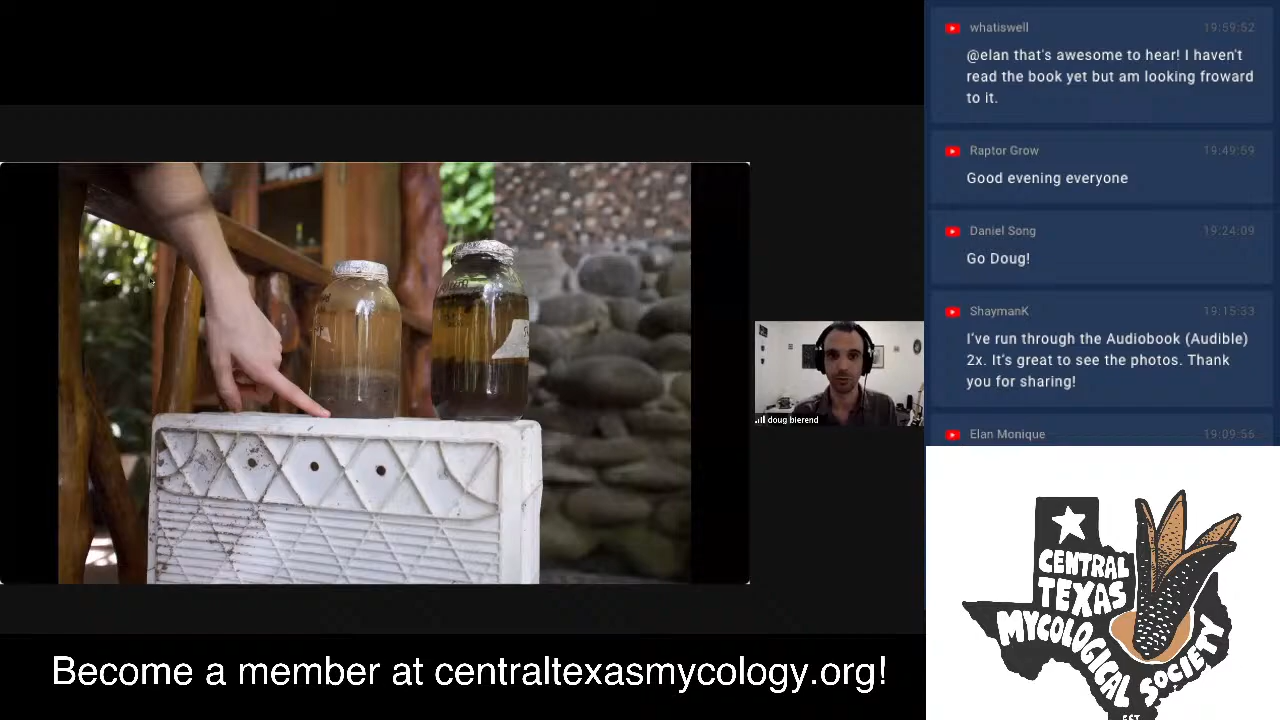 whatiswell
19:59:52
@elan that's awesome to hear! I haven't
read the book yet but am looking froward
to it.
Raptor Grow
19:49:59
Good evening everyone
Daniel Song
19:24:09
Go Doug!
ShaymanK
19:15:33
I've run through the Audiobook (Audible)
2x. It's great to see the photos. Thank
you for sharing!
Elan Monique
19:09:56
doug bierend
CENTRAL
TEXAS
MYCOLOGICAL
SOCIETY
EST
Become a member at centraltexasmycology.org!